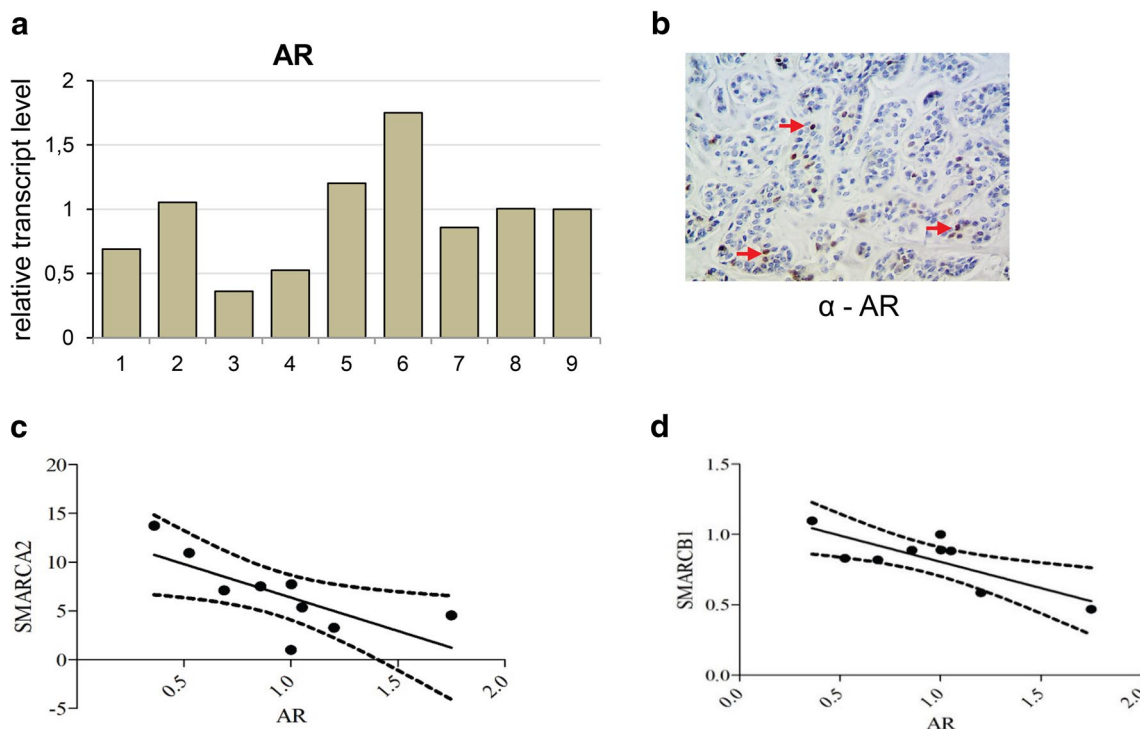 a
AR
relative transcript level
2
1,5
1
0,5
0
1 2 3 4 5 6 7 8 9
b
α - AR
c
SMARCA2
20
15
10
5
0
-5
0.5 1.0 1.5 2.0
AR
d
SMARCB1
1.5
1.0
0.5
0.0
0.0 0.5 1.0 1.5 2.0
AR